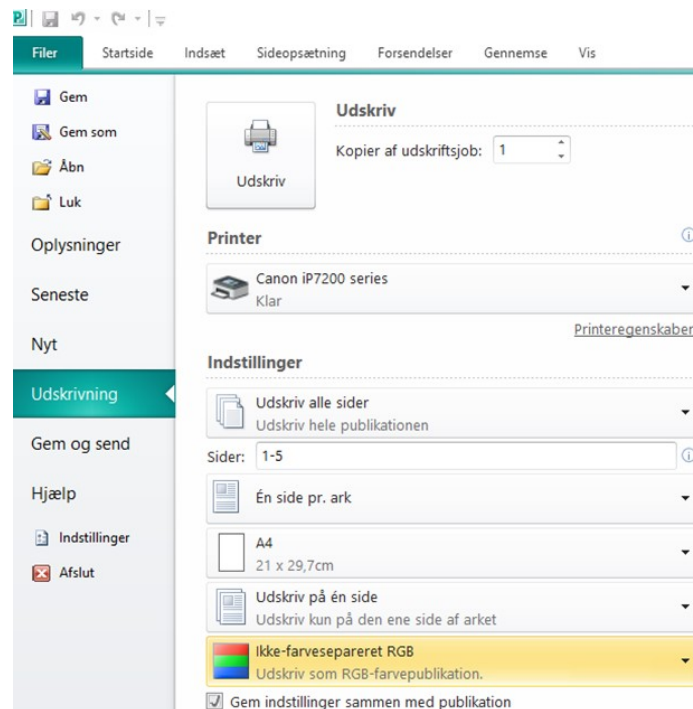 Filer Startside Indsæt Sideopsætning Forsendelser Gennemse Vis
Gem
Gem som
Åbn
Luk
Oplysninger
Seneste
Nyt
Udskrivning
Gem og send
Hjælp
Indstillinger
Afslut
Udskriv
Udskriv
Kopier af udskriftsjob: 1
Printer
Canon iP7200 series
Klar
Printeregenskaber
Indstillinger
Udskriv alle sider
Udskriv hele publikationen
Sider: 1-5
Én side pr. ark
A4
21 x 29,7cm
Udskriv på én side
Udskriv kun på den ene side af arket
Ikke-farvesepareret RGB
Udskriv som RGB-farvepublikation.
Gem indstillinger sammen med publikation